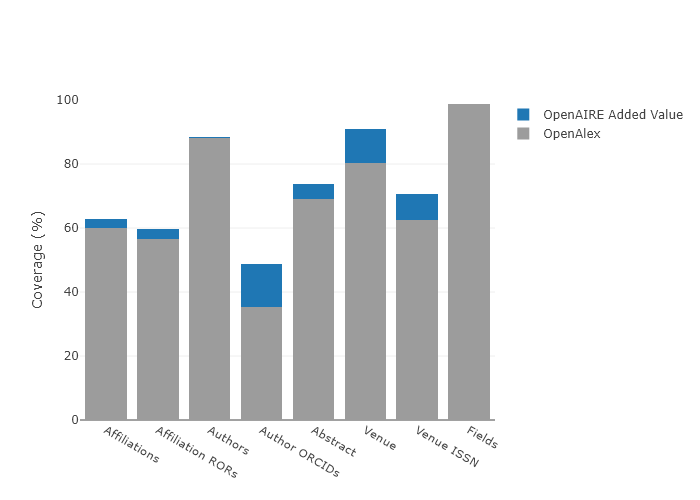 100
80
60
40
20
0
Coverage (%)
Affiliations
Affiliation RORs
Authors
Author ORCIDs
Abstract
Venue
Venue ISSN
Fields
OpenAIRE Added Value
OpenAlex